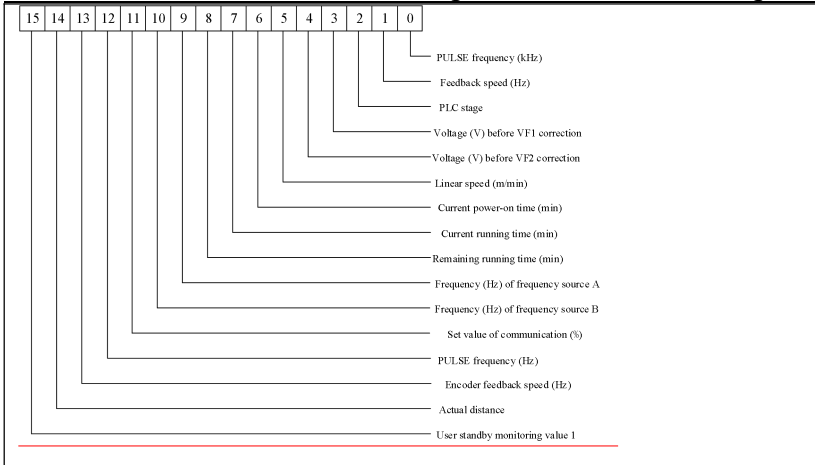 15 14 13 12 11 10 9 8 7 6 5 4 3 2 1 0
PULSE frequency (kHz)
Feedback speed (Hz)
PLC stage
Voltage (V) before VF1 correction
Voltage (V) before VF2 correction
Linear speed (m/min)
Current power-on time (min)
Current running time (min)
Remaining running time (min)
Frequency (Hz) of frequency source A
Frequency (Hz) of frequency source B
Set value of communication (%)
PULSE frequency (Hz)
Encoder feedback speed (Hz)
Actual distance
User standby monitoring value 1